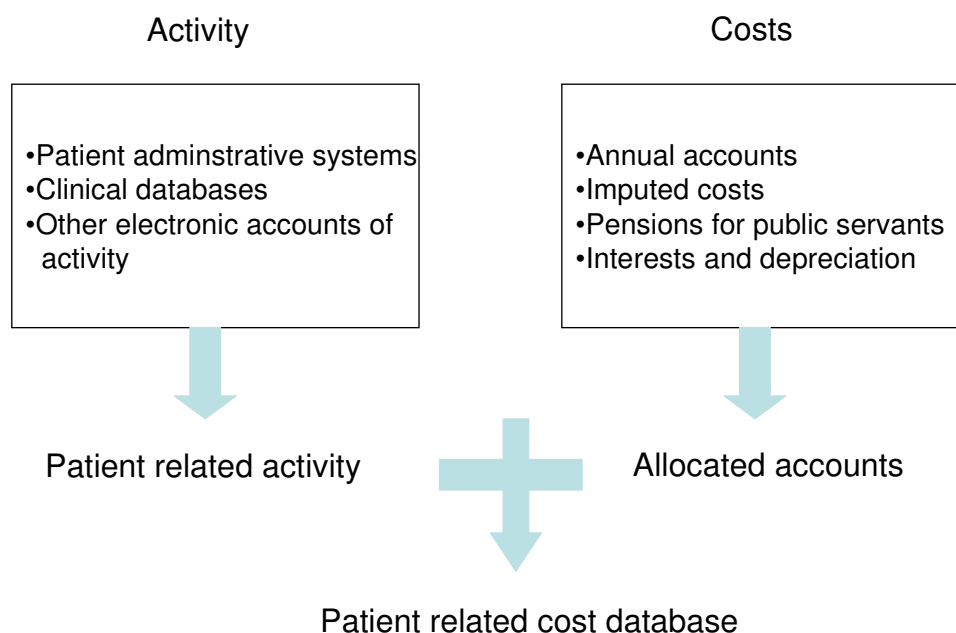 Activity
Costs
•Patient adminstrative systems
•Clinical databases
•Other electronic accounts of
activity
•Annual accounts
•Imputed costs
•Pensions for public servants
•Interests and depreciation
Patient related activity
Allocated accounts
Patient related cost database